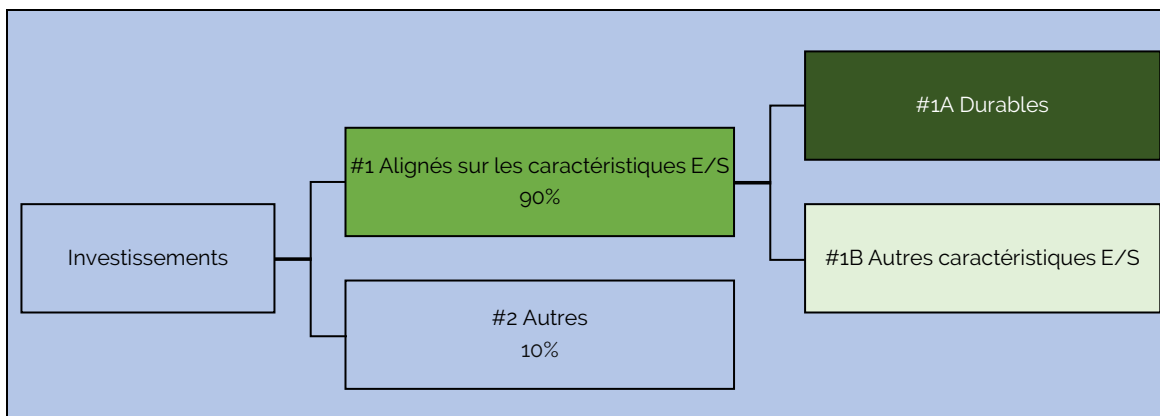 Investissements
#1 Alignés sur les caractéristiques E/S
90%
#2 Autres
10%
#1A Durables
#1B Autres caractéristiques E/S